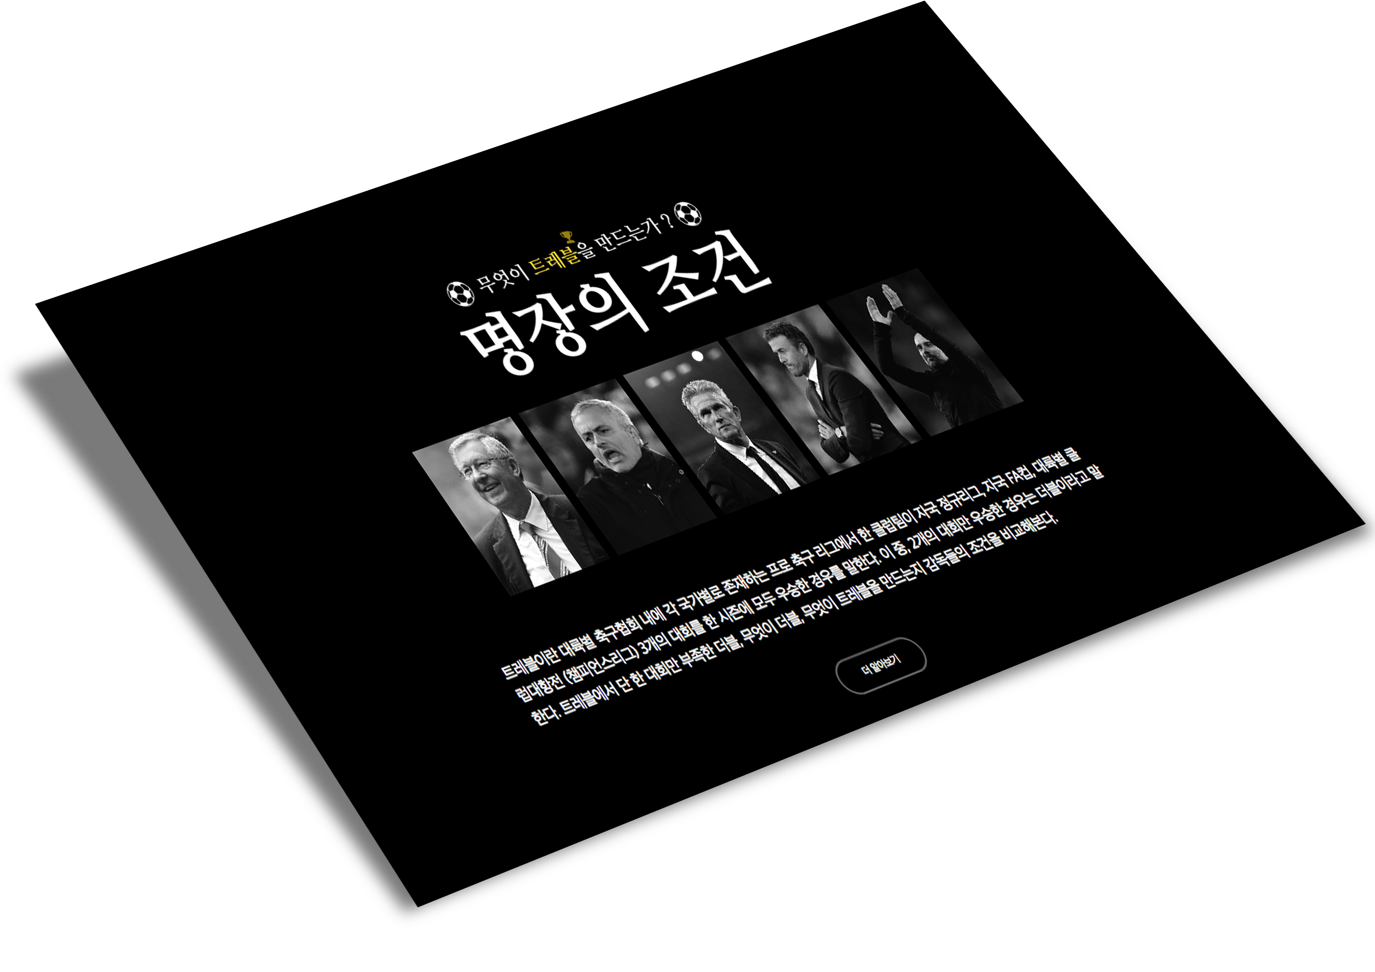 무엇이 트레블을 만드는가?
명장의 조건
트레블이란 대륙별 축구협회 내에 각 국가별로 존재하는 프로 축구 리그에서 한 클럽팀이 자국 정규리그, 자국 FA컵, 대륙별 클
럽대항전 (챔피언스리그) 3개의 대회를 한 시즌에 모두 우승한 경우를 말한다. 이 중, 2개의 대회만 우승한 경우는 더블이라고 말
한다. 트레블에서 단 한 대회만 부족한 더블, 무엇이 더블, 무엇이 트레블을 만드는지 감독들의 조건을 비교해본다.
더 알아보기